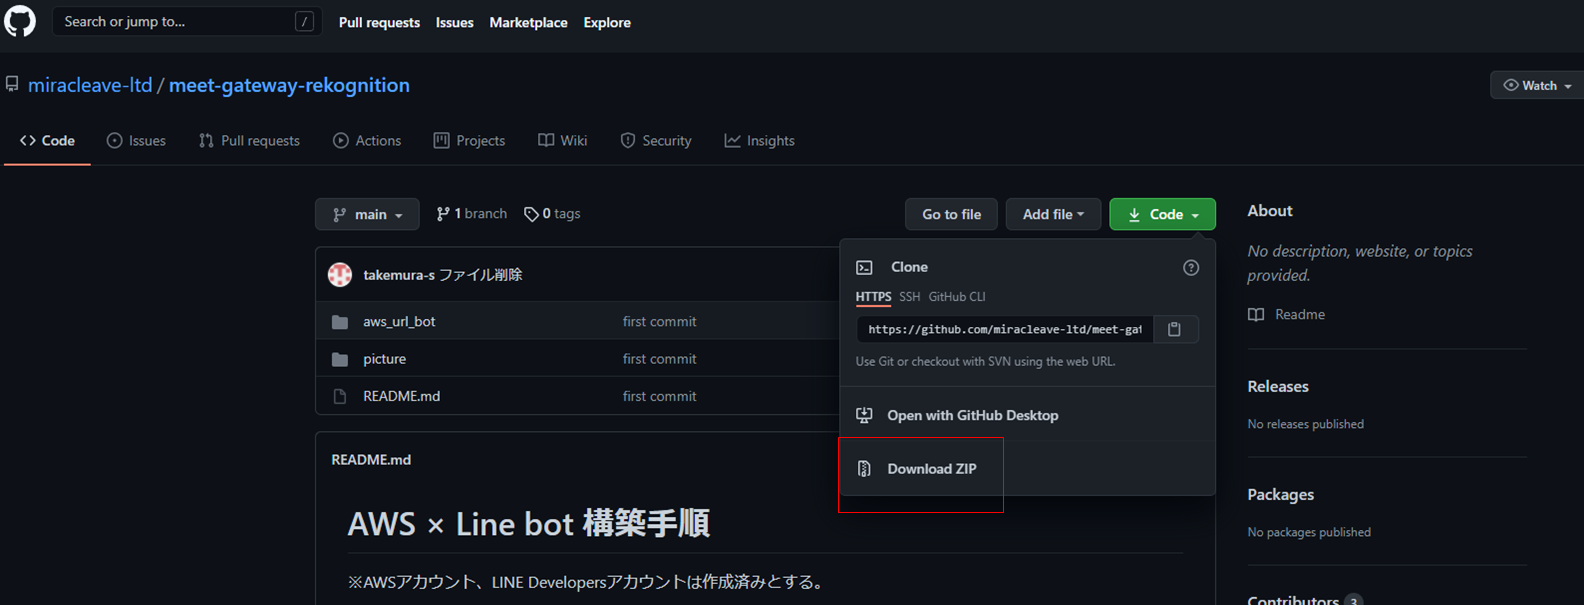 Search or jump to... /
Pull requests Issues Marketplace Explore
miracleave-ltd / meet-gateway-rekognition
Watch
Code Issues Pull requests Actions Projects Wiki Security Insights
main 1 branch 0 tags
Go to file Add file Code
takemura-s ファイル削除
aws_url_bot first commit
picture first commit
README.md first commit
Clone
HTTPS SSH GitHub CLI
https://github.com/miracleave-ltd/meet-gat
Use Git or checkout with SVN using the web URL.
Open with GitHub Desktop
Download ZIP
README.md
AWS × Line bot 構築手順
※AWSアカウント、LINE Developersアカウントは作成済みとする。
About
No description, website, or topics
provided.
Readme
Releases
No releases published
Packages
No packages published
Contributors 3